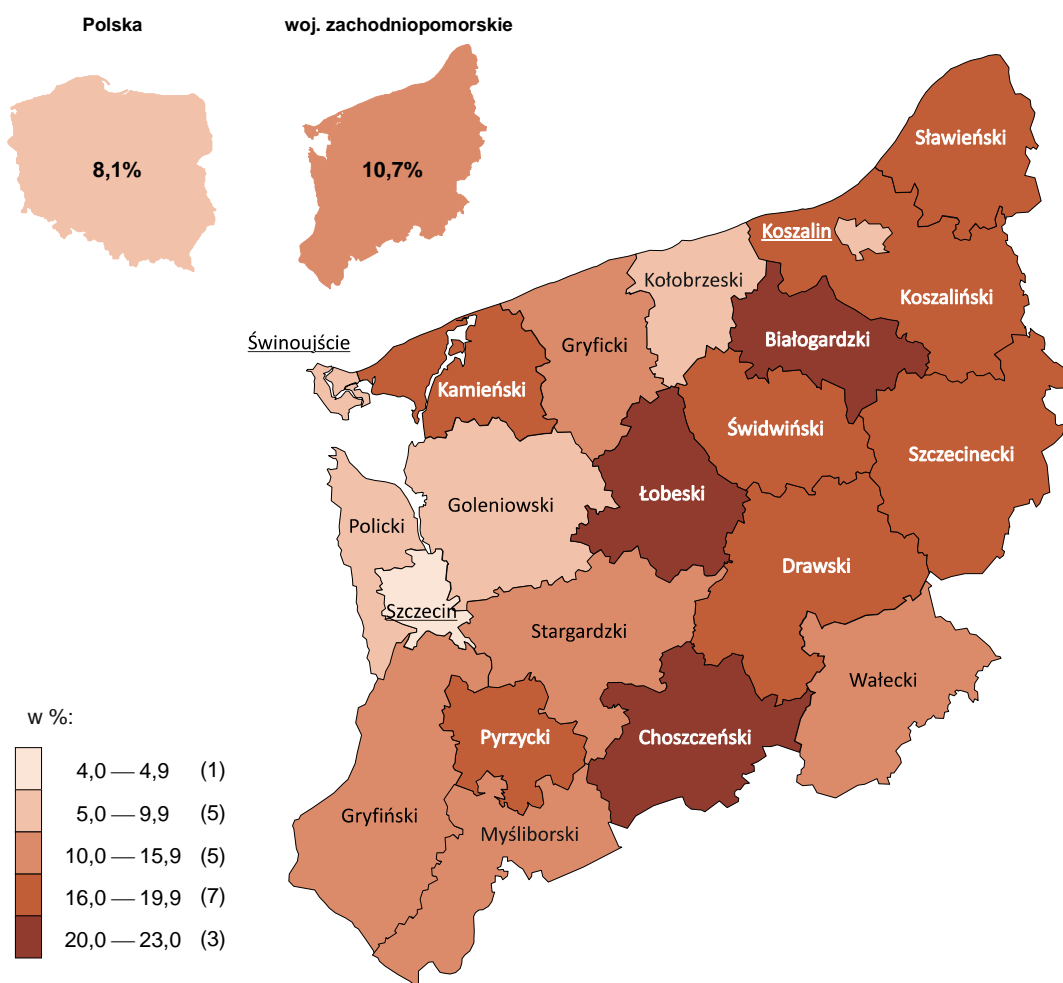 Polska
woj. zachodniopomorskie
8,1%
10,7%
Sławieński
Koszalin
Kołobrzeski
Koszaliński
Białogardzki
Świnoujście
Gryficki
Kamieński
Świdwiński
Szczecinecki
Łobeski
Goleniowski
Policki
Drawski
Szczecin
Stargardzki
Wałecki
Pyrzycki
Choszczeński
Gryfiński
Myśliborski
w %:
4,0 — 4,9 (1)
5,0 — 9,9 (5)
10,0 — 15,9 (5)
16,0 — 19,9 (7)
20,0 — 23,0 (3)